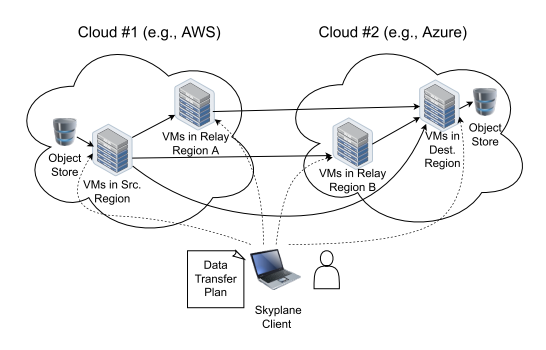 Cloud #1 (e.g., AWS)
Cloud #2 (e.g., Azure)
Object
Store
VMs in Src.
Region
VMs in Relay
Region A
VMs in Relay
Region B
VMs in
Dest.
Region
Object
Store
Data
Transfer
Plan
Skyplane
Client